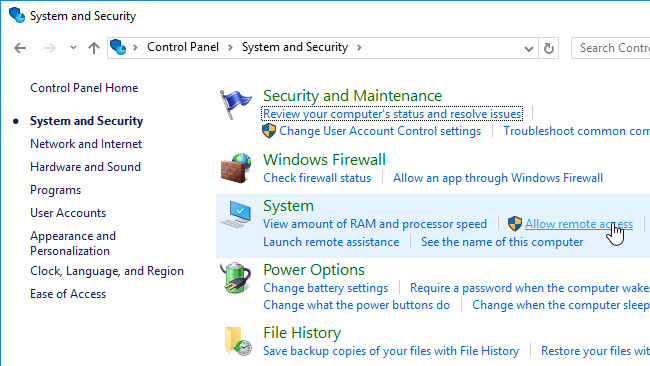 System and Security
Control Panel > System and Security >
Search Contro
Control Panel Home
System and Security
Network and Internet
Hardware and Sound
Programs
User Accounts
Appearance and
Personalization
Clock, Language, and Region
Ease of Access
Security and Maintenance
Review your computer's status and resolve issues
Change User Account Control settings | Troubleshoot common com
Windows Firewall
Check firewall status | Allow an app through Windows Firewall
System
View amount of RAM and processor speed | Allow remote access
Launch remote assistance | See the name of this computer
Power Options
Change battery settings | Require a password when the computer wake
Change what the power buttons do | Change when the computer sleep
File History
Save backup copies of your files with File History | Restore your files wit